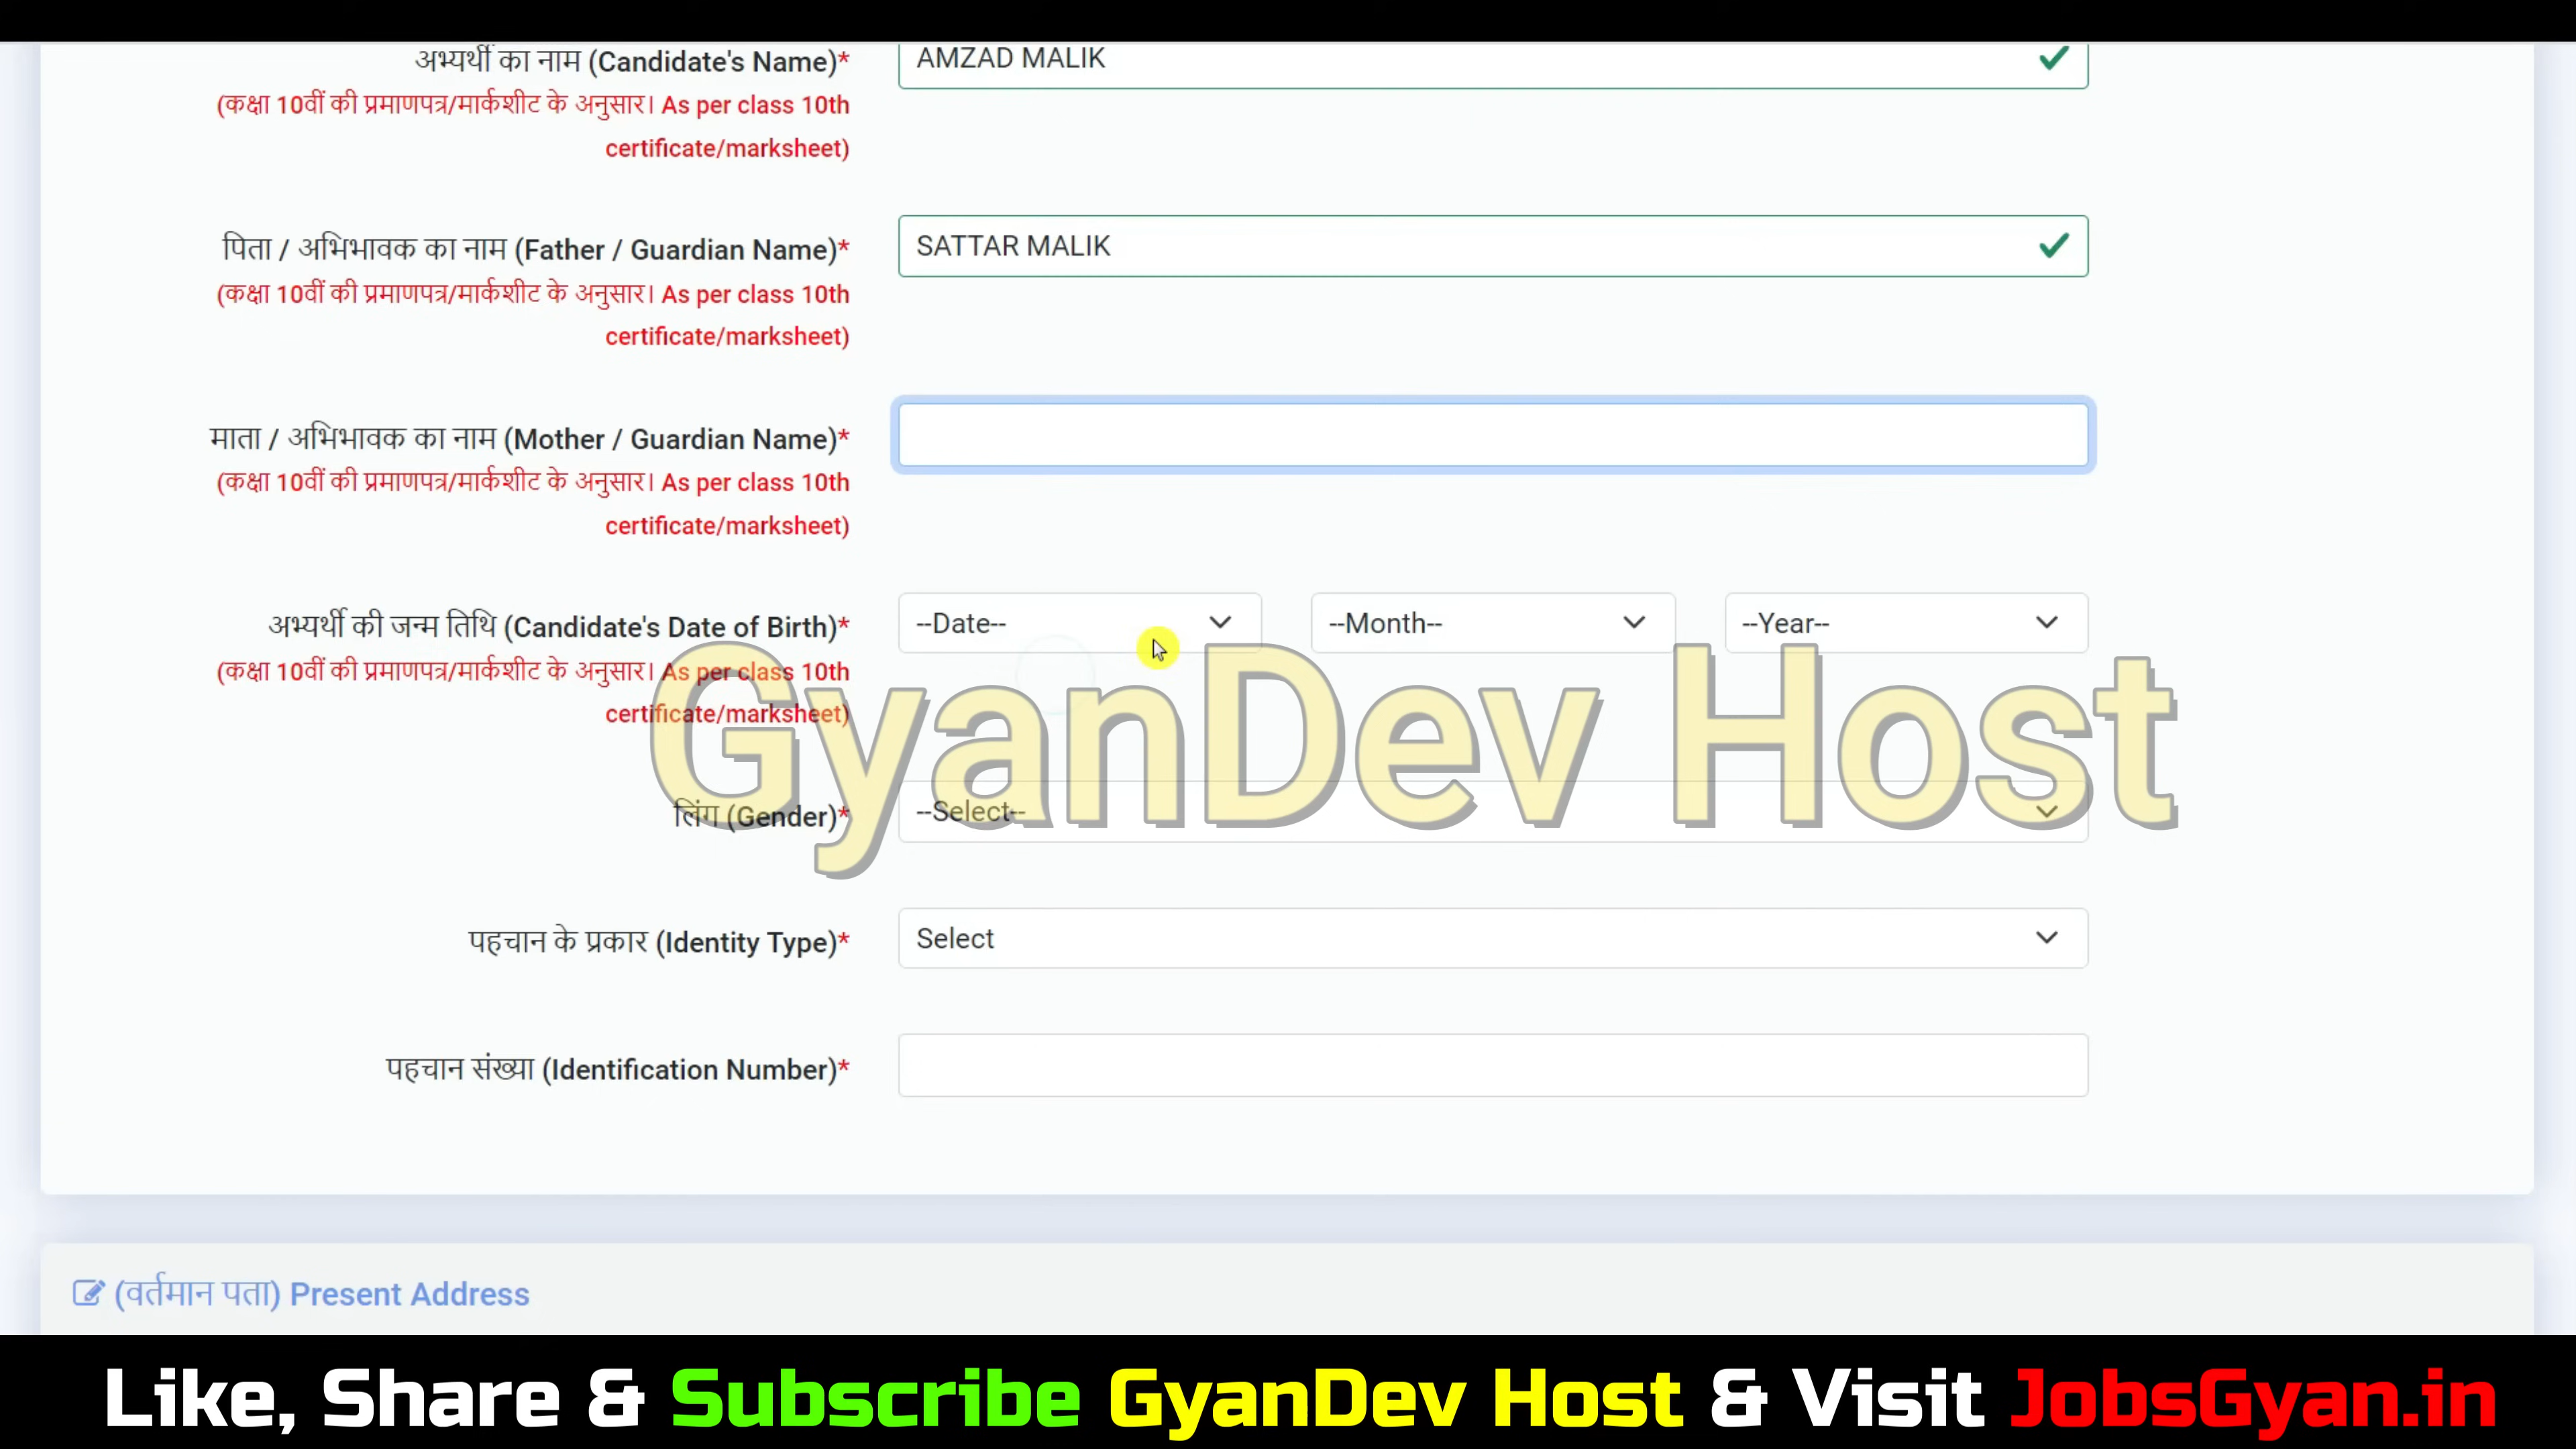 अभ्यर्थी का नाम (Candidate's Name)* AMZAD MALIK
(कक्षा 10वीं की प्रमाणपत्र/मार्कशीट के अनुसार। As per class 10th
certificate/marksheet)
पिता / अभिभावक का नाम (Father / Guardian Name)* SATTAR MALIK
(कक्षा 10वीं की प्रमाणपत्र/मार्कशीट के अनुसार। As per class 10th
certificate/marksheet)
माता / अभिभावक का नाम (Mother / Guardian Name)*
(कक्षा 10वीं की प्रमाणपत्र/मार्कशीट के अनुसार। As per class 10th
certificate/marksheet)
अभ्यर्थी की जन्म तिथि (Candidate's Date of Birth)* --Date-- --Month-- --Year--
(कक्षा 10वीं की प्रमाणपत्र/मार्कशीट के अनुसार। As per class 10th
certificate/marksheet)
GyanDev Host
लिंग (Gender)* --Select--
पहचान के प्रकार (Identity Type)* Select
पहचान संख्या (Identification Number)*
(वर्तमान पता) Present Address
Like, Share & Subscribe GyanDev Host & Visit JobsGyan.in